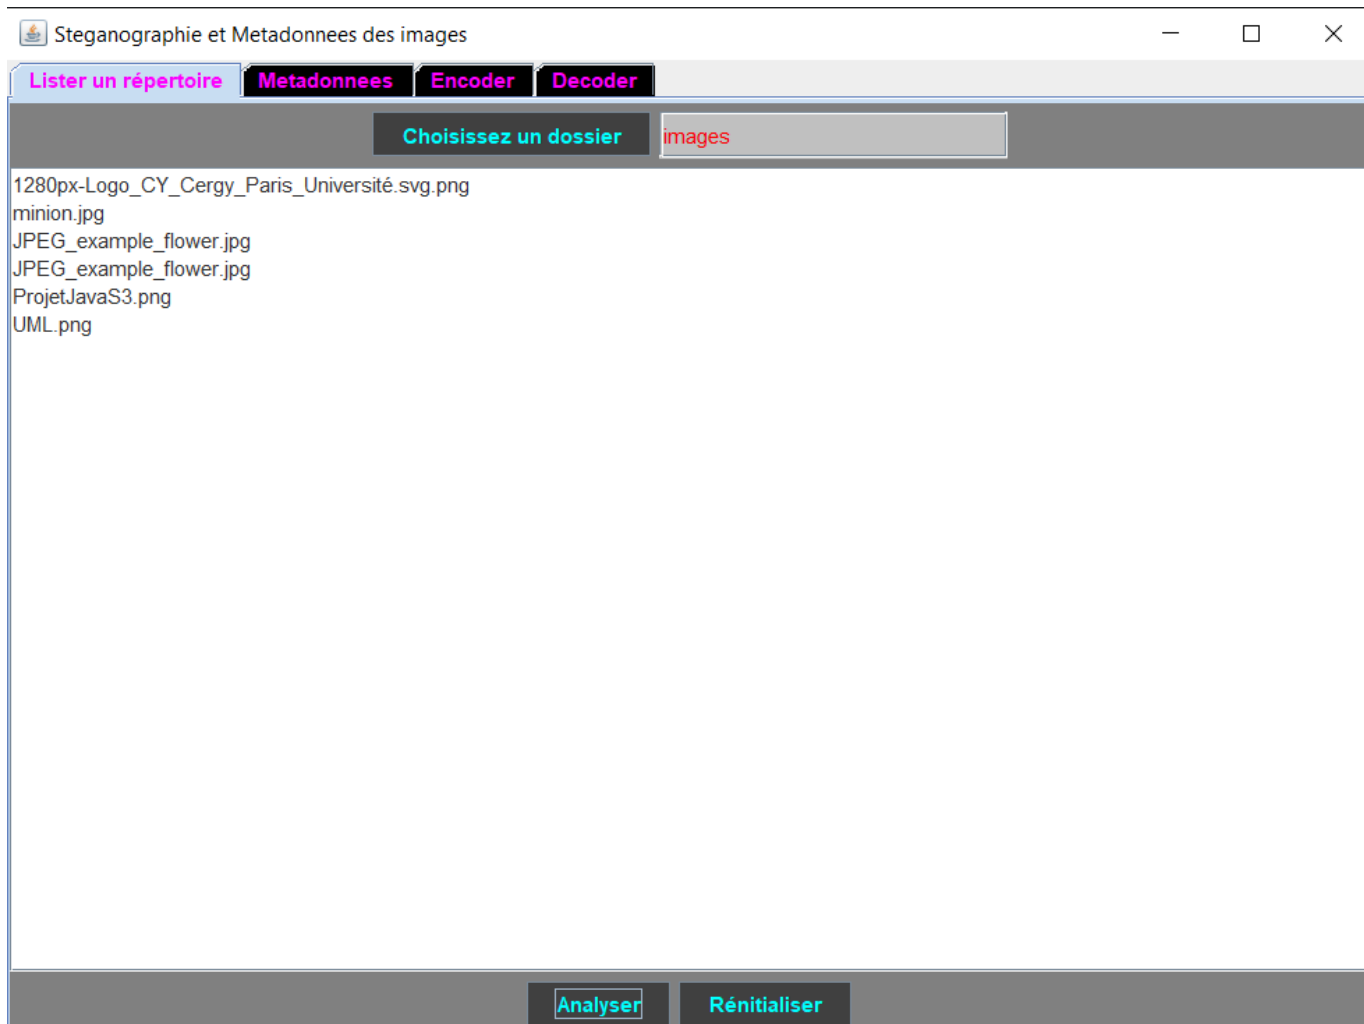 Steganographie et Metadonnees des images
Lister un répertoire Metadonnees Encoder Decoder
Choisissez un dossier images
1280px-Logo_CY_Cergy_Paris_Université.svg.png
minion.jpg
JPEG_example_flower.jpg
JPEG_example_flower.jpg
ProjetJavaS3.png
UML.png
Analyser Rénitialiser